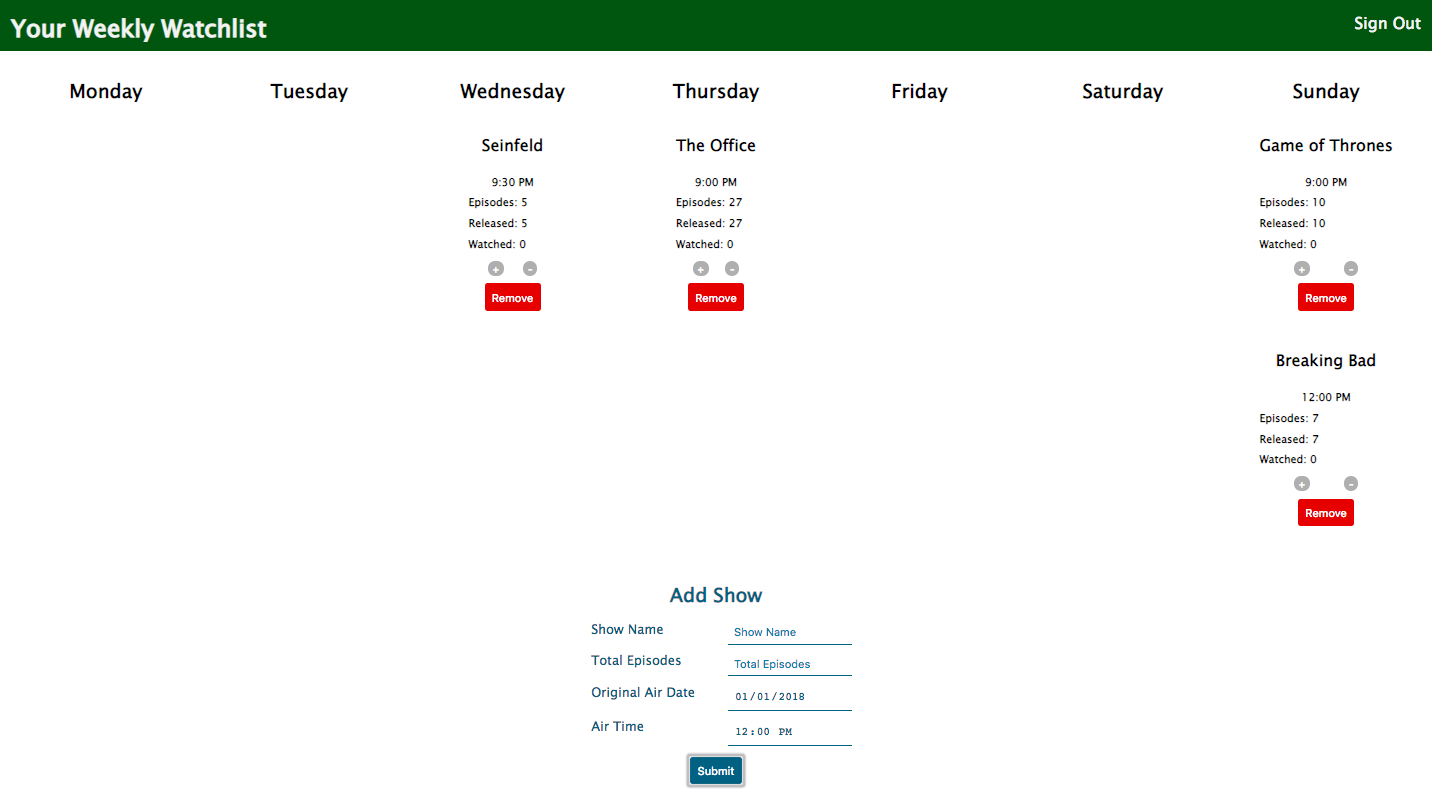 Your Weekly Watchlist
Sign Out
Monday Tuesday Wednesday Thursday Friday Saturday Sunday
Seinfeld
9:30 PM
Episodes: 5
Released: 5
Watched: 0
+ -
Remove
The Office
9:00 PM
Episodes: 27
Released: 27
Watched: 0
+ -
Remove
Game of Thrones
9:00 PM
Episodes: 10
Released: 10
Watched: 0
+ -
Remove
Breaking Bad
12:00 PM
Episodes: 7
Released: 7
Watched: 0
+ -
Remove
Add Show
Show Name Show Name
Total Episodes Total Episodes
Original Air Date 01/01/2018
Air Time 12:00 PM
Submit